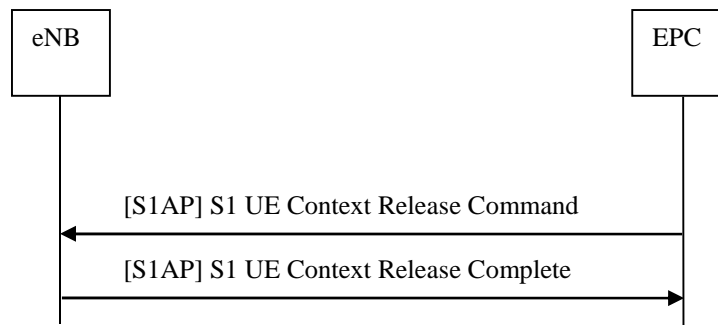 eNB
EPC
[S1AP] S1 UE Context Release Command
[S1AP] S1 UE Context Release Complete